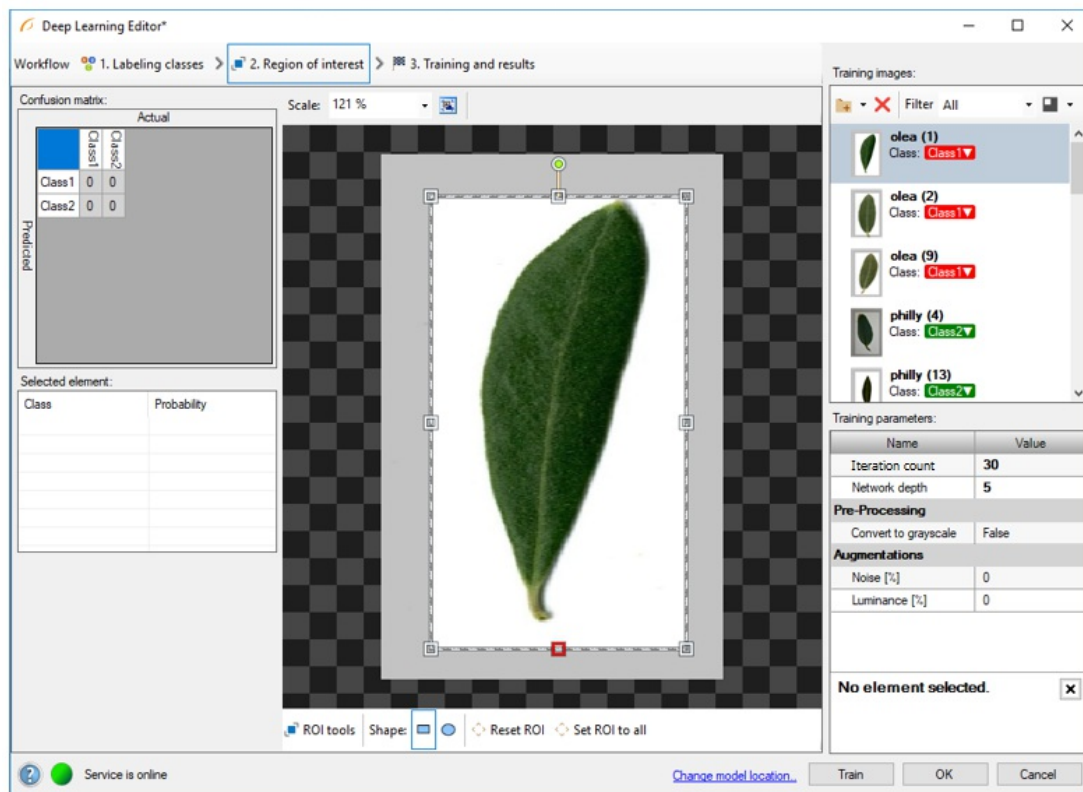 Deep Learning Editor*
Workflow 1. Labeling classes 2. Region of interest 3. Training and results
Confusion matrix:
Actual
Class1 Class2
Class1 0 0
Class2 0 0
Predicted
Selected element:
Class Probability
Scale: 121 %
ROI tools Shape: Reset ROI Set ROI to all
Training images:
Filter All
olea (1)
Class: Class1▼
olea (2)
Class: Class1▼
olea (9)
Class: Class1▼
philly (4)
Class: Class2▼
philly (13)
Class: Class2▼
Training parameters:
Name Value
Iteration count 30
Network depth 5
Pre-Processing
Convert to grayscale False
Augmentations
Noise [%] 0
Luminance [%] 0
No element selected.
Service is online
Change model location..
Train OK Cancel